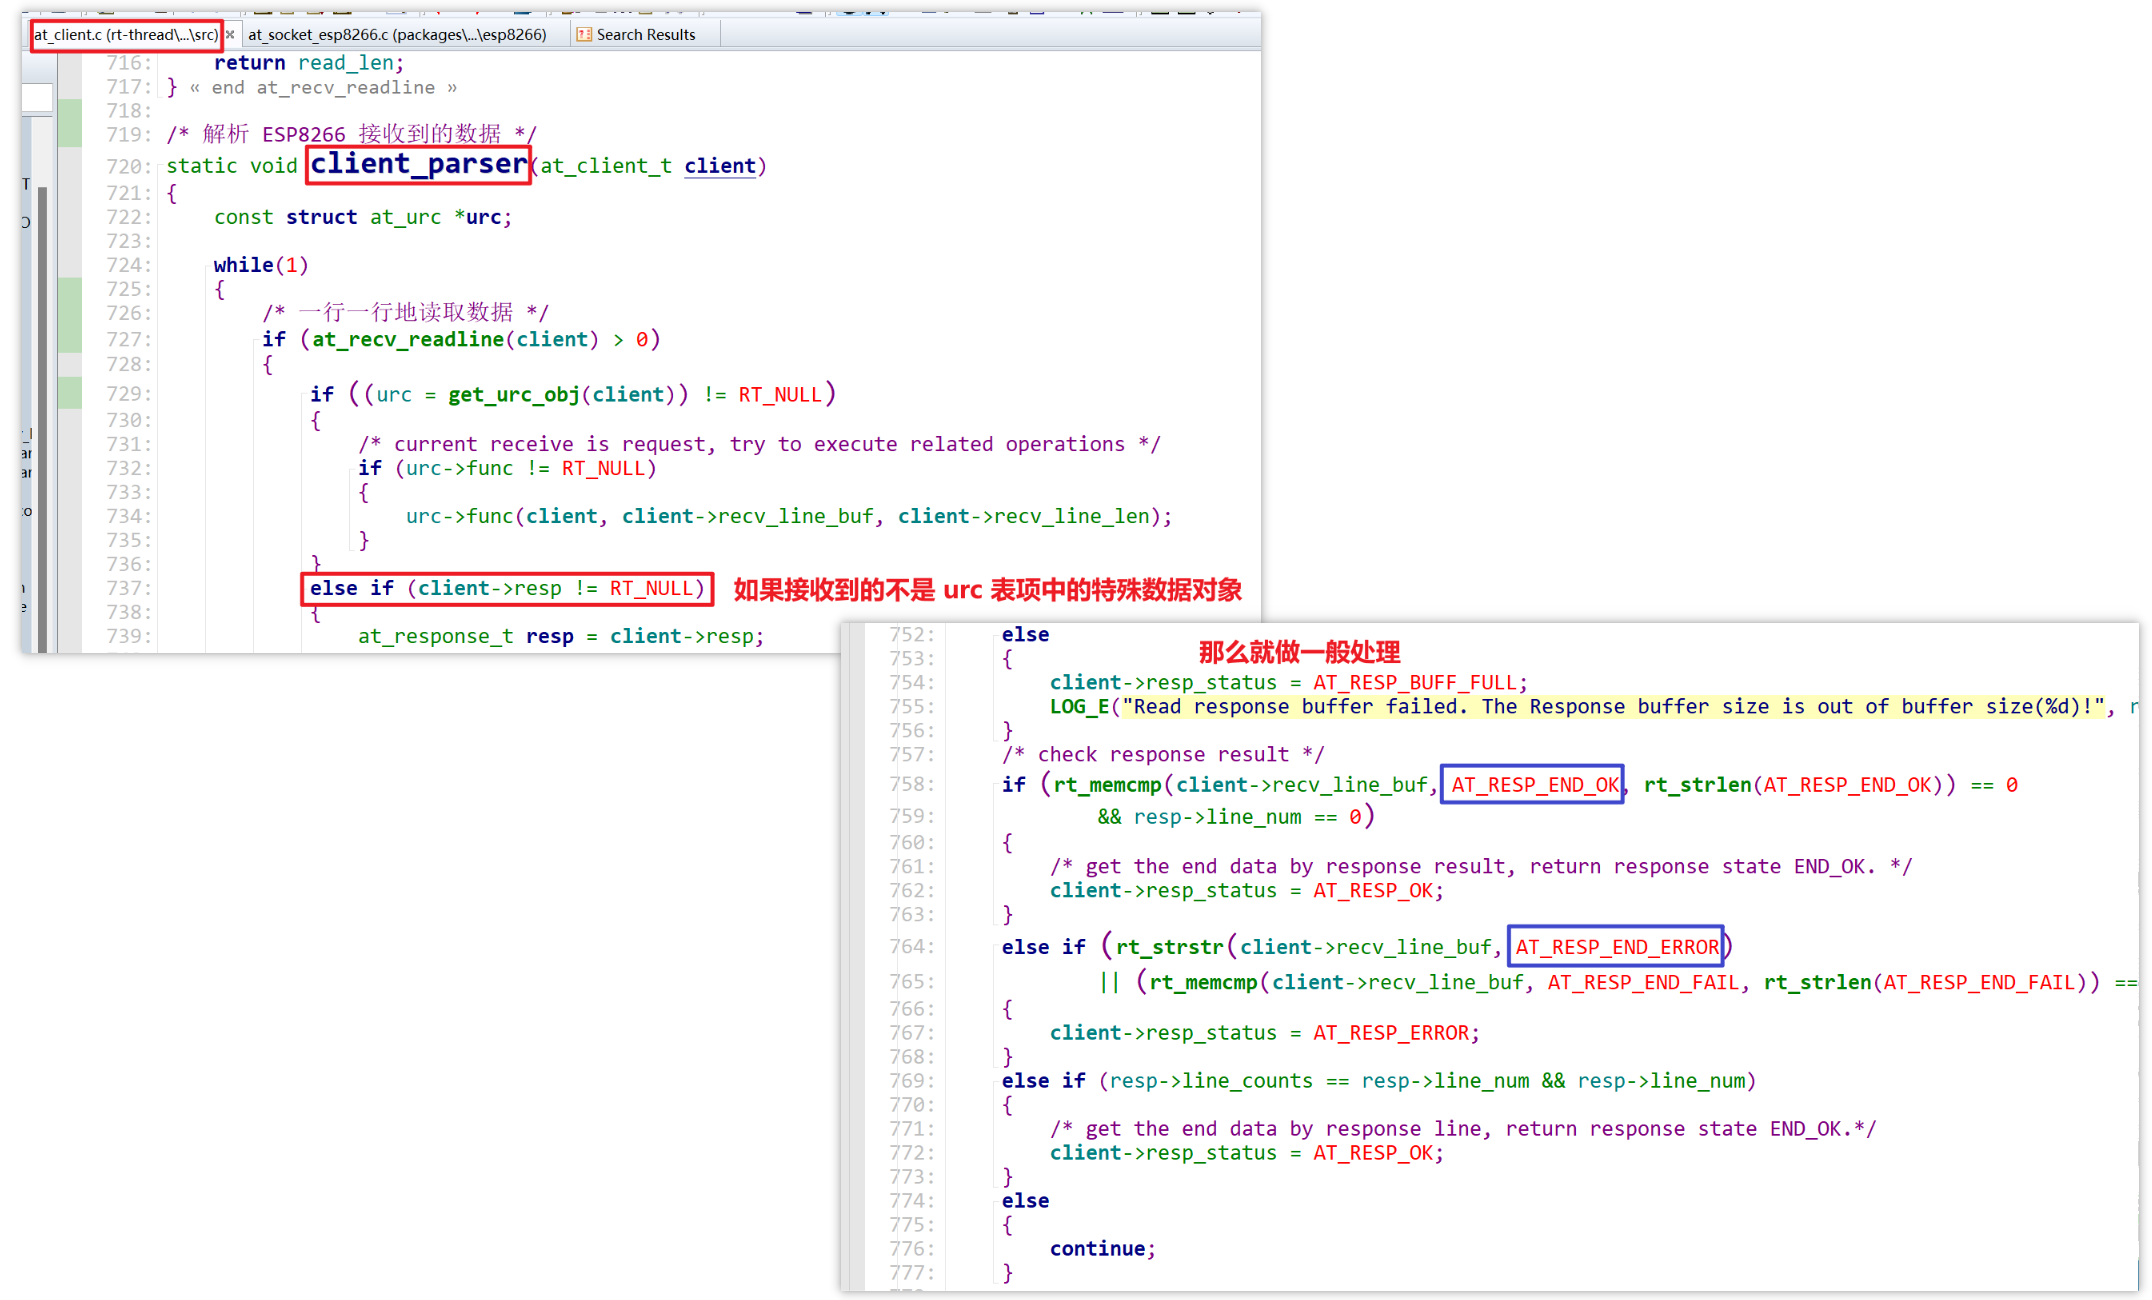 at_client.c (rt-thread\...\src) × at_socket_esp8266.c (packages\...\esp8266) Search Results
716: return read_len;
717: } « end at_recv_readline »
718:
719: /* 解析 ESP8266 接收到的数据 */
720: static void client_parser(at_client_t client)
721: {
722: const struct at_urc *urc;
723:
724: while(1)
725: {
726: /* 一行一行地读取数据 */
727: if (at_recv_readline(client) > 0)
728: {
729: if ((urc = get_urc_obj(client)) != RT_NULL)
730: {
731: /* current receive is request, try to execute related operations */
732: if (urc->func != RT_NULL)
733: {
734: urc->func(client, client->recv_line_buf, client->recv_line_len);
735: }
736: }
737: else if (client->resp != RT_NULL) 如果接收到的不是 urc 表项中的特殊数据对象
738: {
739: at_response_t resp = client->resp;
752: else
那么就做一般处理
753: {
754: client->resp_status = AT_RESP_BUFF_FULL;
755: LOG_E("Read response buffer failed. The Response buffer size is out of buffer size(%d)!", r
756: }
757: /* check response result */
758: if (rt_memcmp(client->recv_line_buf, AT_RESP_END_OK, rt_strlen(AT_RESP_END_OK)) == 0
759: && resp->line_num == 0)
760: {
761: /* get the end data by response result, return response state END_OK. */
762: client->resp_status = AT_RESP_OK;
763: }
764: else if (rt_strstr(client->recv_line_buf, AT_RESP_END_ERROR)
765: || (rt_memcmp(client->recv_line_buf, AT_RESP_END_FAIL, rt_strlen(AT_RESP_END_FAIL)) ==
766: {
767: client->resp_status = AT_RESP_ERROR;
768: }
769: else if (resp->line_counts == resp->line_num && resp->line_num)
770: {
771: /* get the end data by response line, return response state END_OK.*/
772: client->resp_status = AT_RESP_OK;
773: }
774: else
775: {
776: continue;
777: }